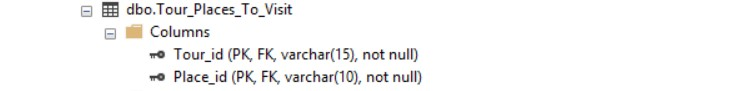 dbo.Tour_Places_To_Visit
Columns
Tour_id (PK, FK, varchar(15), not null)
Place_id (PK, FK, varchar(10), not null)